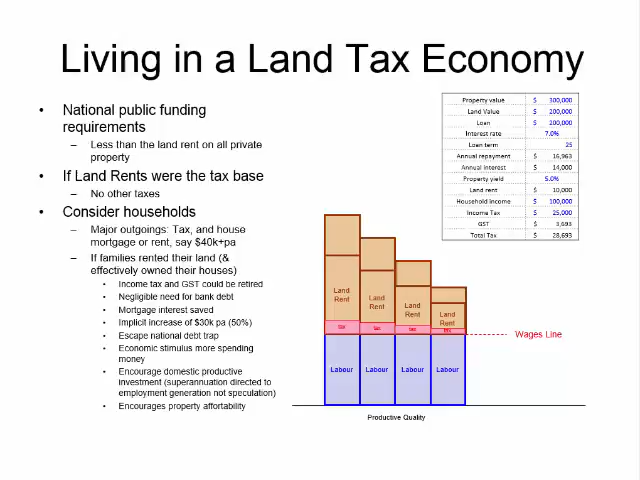 Living in a Land Tax Economy
• National public funding
requirements
– Less than the land rent on all private
property
• If Land Rents were the tax base
– No other taxes
• Consider households
– Major outgoings: Tax, and house
mortgage or rent, say $40k+pa
– If families rented their land (&
effectively owned their houses)
• Income tax and GST could be retired
• Negligible need for bank debt
• Mortgage interest saved
• Implicit increase of $30k pa (50%)
• Escape national debt trap
• Economic stimulus more spending
money
• Encourage domestic productive
investment (superannuation directed to
employment generation not speculation)
• Encourages property affortability
Property value $ 300,000
Land Value $ 200,000
Loan $ 200,000
Interest rate 7.0%
Loan term 25
Annual repayment $ 16,963
Annual interest $ 14,000
Property yield 5.0%
Land rent $ 10,000
Household income $ 100,000
Income Tax $ 25,000
GST $ 3,693
Total Tax $ 28,693
Land
Rent
Land
Rent
Land
Rent
Land
Rent
tax
tax
tax
tax
Wages Line
Labour
Labour
Labour
Labour
Productive Quality